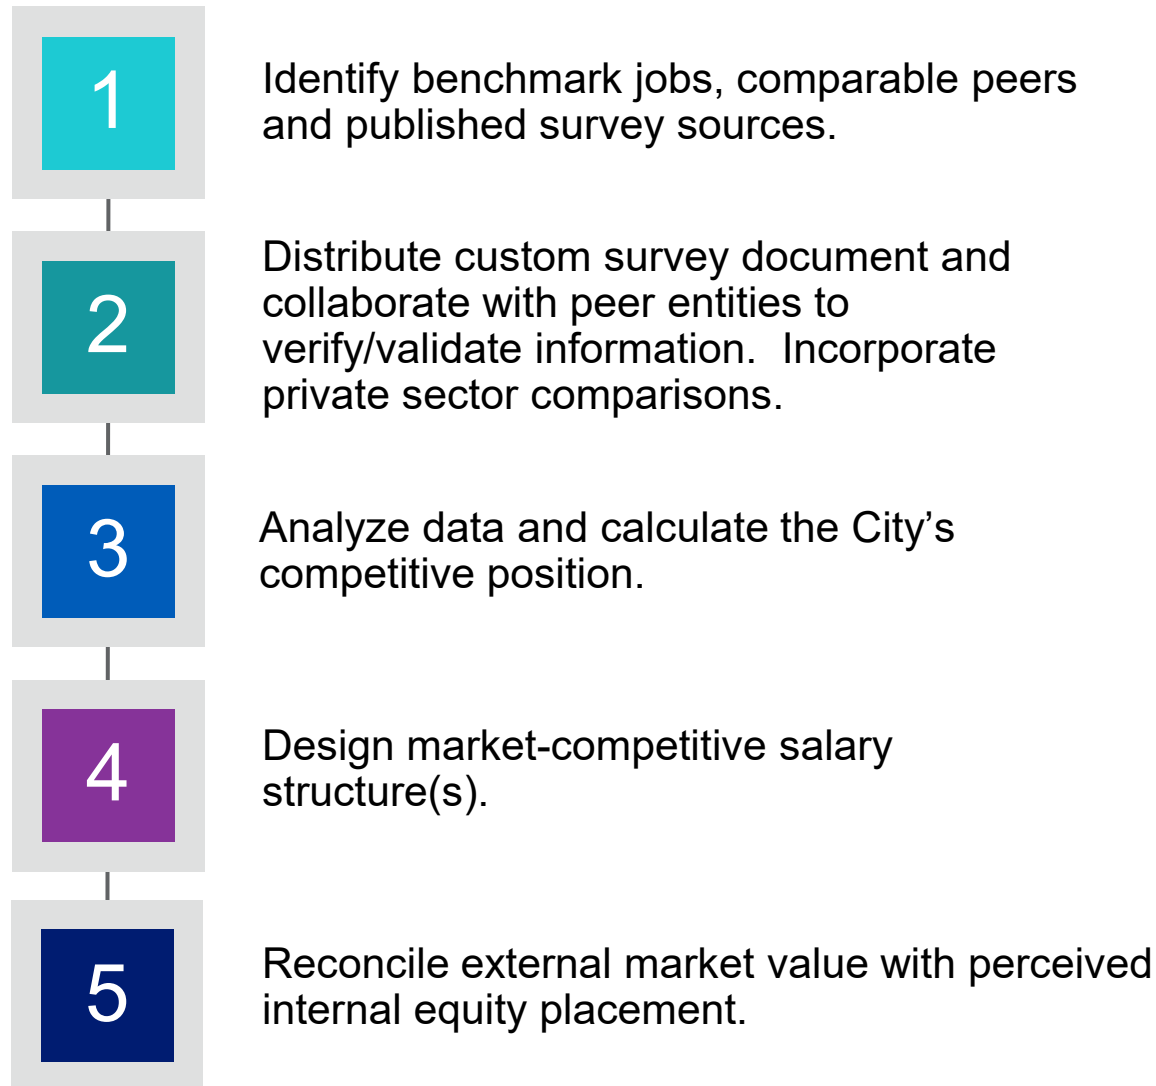 1
Identify benchmark jobs, comparable peers
and published survey sources.
2
Distribute custom survey document and
collaborate with peer entities to
verify/validate information.  Incorporate
private sector comparisons.
3
Analyze data and calculate the City’s
competitive position.
4
Design market-competitive salary
structure(s).
5
Reconcile external market value with perceived
internal equity placement.